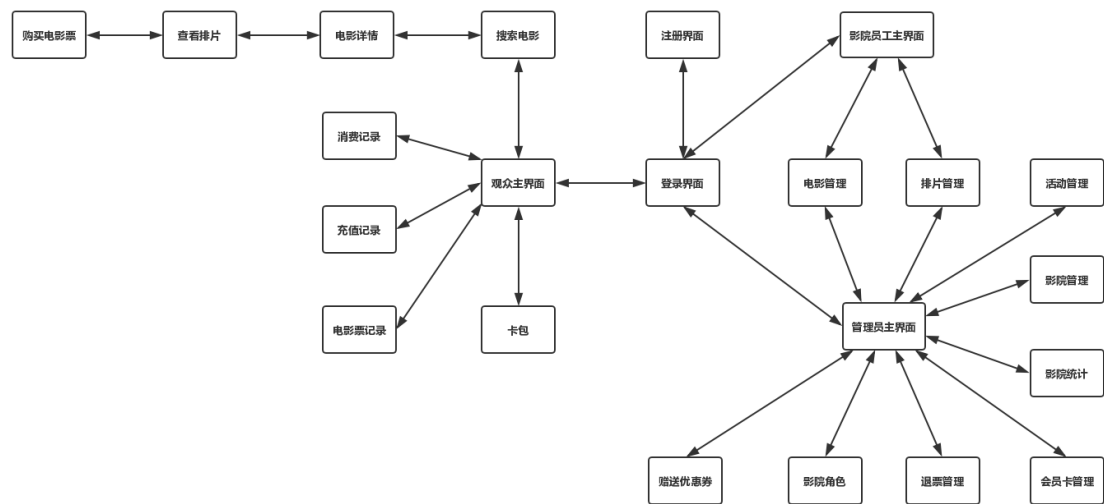 购买电影票
查看排片
电影详情
搜索电影
注册界面
影院员工主界面
消费记录
观众主界面
登录界面
电影管理
排片管理
活动管理
充值记录
影院管理
电影票记录
卡包
管理员主界面
影院统计
赠送优惠券
影院角色
退票管理
会员卡管理